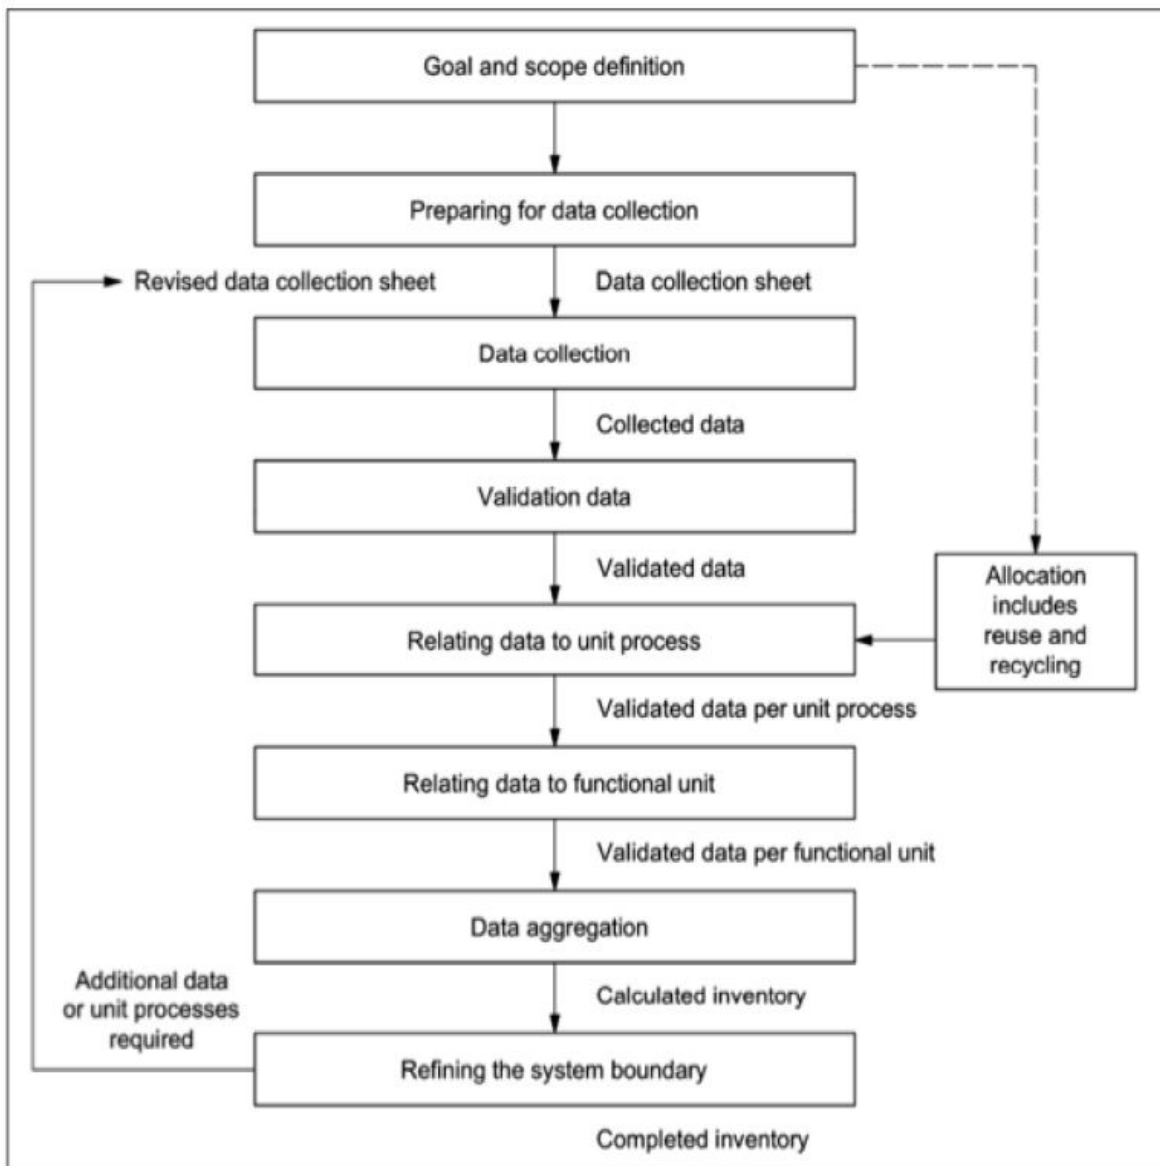 Goal and scope definition
Preparing for data collection
Revised data collection sheet
Data collection sheet
Data collection
Collected data
Validation data
Validated data
Allocation
includes
reuse and
recycling
Relating data to unit process
Validated data per unit process
Relating data to functional unit
Validated data per functional unit
Data aggregation
Additional data
or unit processes
required
Calculated inventory
Refining the system boundary
Completed inventory